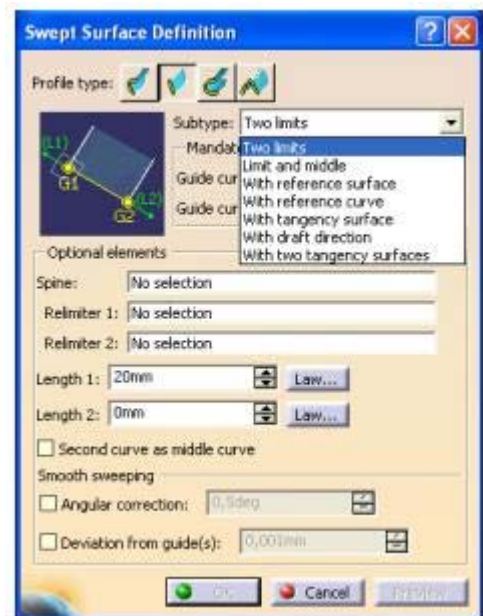 Swept Surface Definition
Profile type:
Subtype: Two limits
Mandat
Two limits
Limit and middle
With reference surface
With reference curve
With tangency surface
With draft direction
With two tangency surfaces
Guide cur
Guide cur
(L1)
G1
G2
(L2)
Optional elements
Spine: No selection
Relimiter 1: No selection
Relimiter 2: No selection
Length 1: 20mm Law...
Length 2: 0mm Law...
Second curve as middle curve
Smooth sweeping
Angular correction: 0,5deg
Deviation from guide(s): 0,001mm
OK Cancel Preview